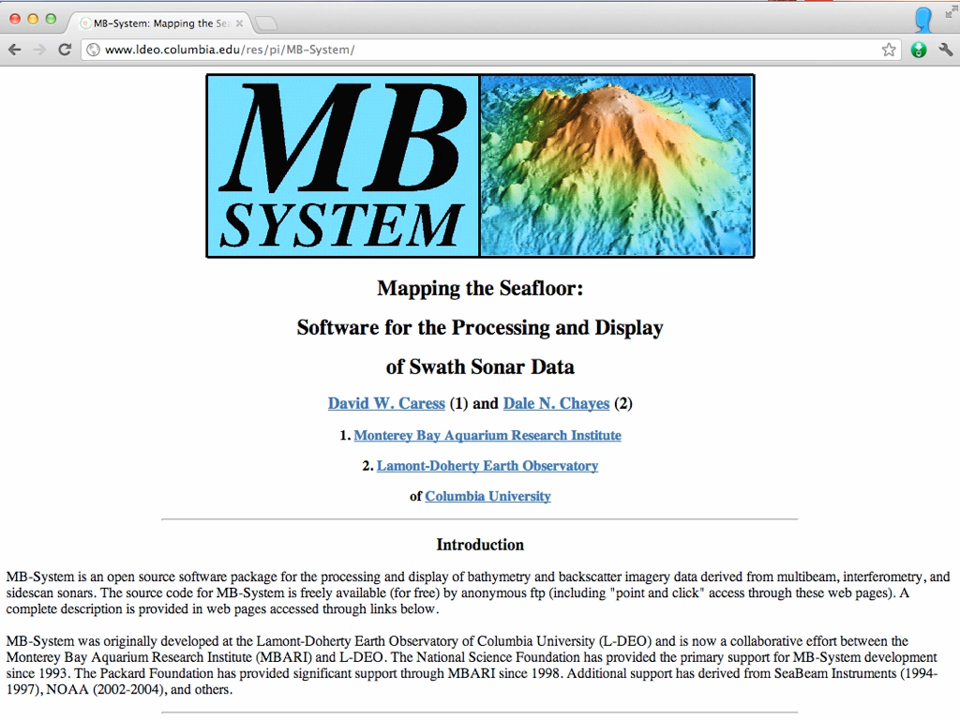 MB-System: Mapping the Sea
www.ldeo.columbia.edu/res/pi/MB-System/
MB
SYSTEM
Mapping the Seafloor:
Software for the Processing and Display
of Swath Sonar Data
David W. Caress (1) and Dale N. Chayes (2)
1. Monterey Bay Aquarium Research Institute
2. Lamont-Doherty Earth Observatory
of Columbia University
Introduction
MB-System is an open source software package for the processing and display of bathymetry and backscatter imagery data derived from multibeam, interferometry, and
sidescan sonars. The source code for MB-System is freely available (for free) by anonymous ftp (including "point and click" access through these web pages). A
complete description is provided in web pages accessed through links below.
MB-System was originally developed at the Lamont-Doherty Earth Observatory of Columbia University (L-DEO) and is now a collaborative effort between the
Monterey Bay Aquarium Research Institute (MBARI) and L-DEO. The National Science Foundation has provided the primary support for MB-System development
since 1993. The Packard Foundation has provided significant support through MBARI since 1998. Additional support has derived from SeaBeam Instruments (1994-
1997), NOAA (2002-2004), and others.